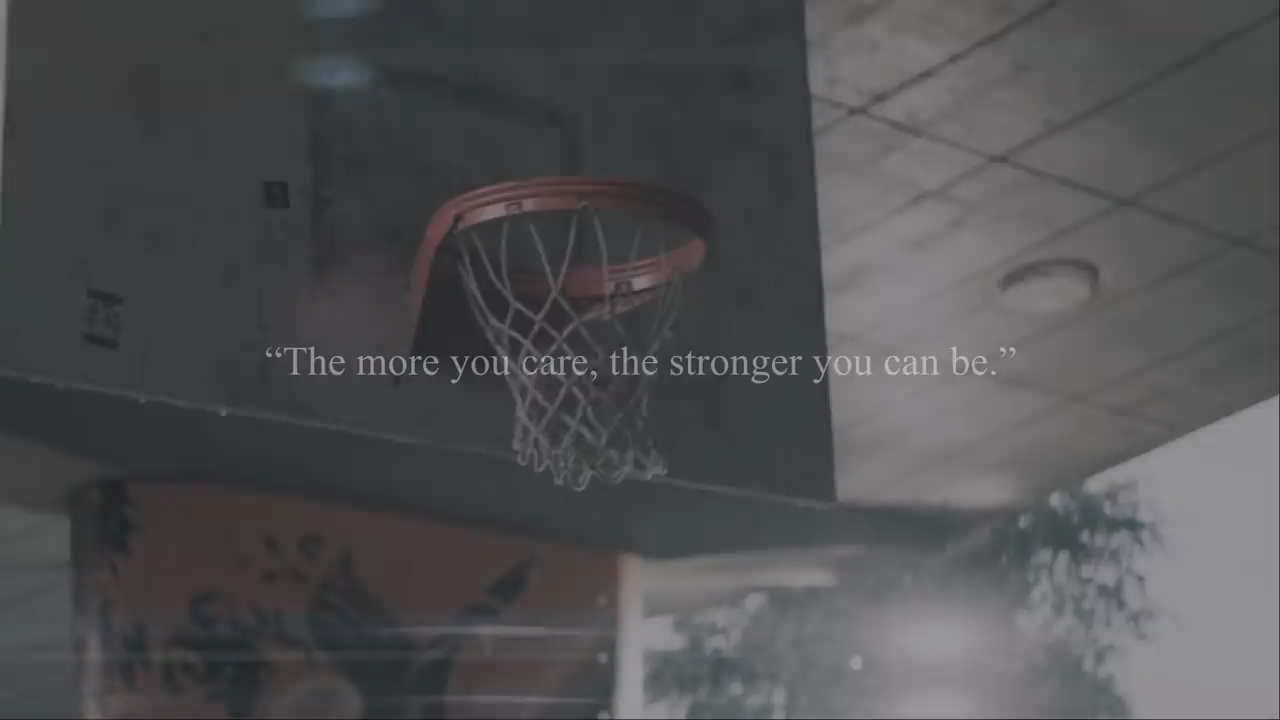 “The more you care, the stronger you can be.”